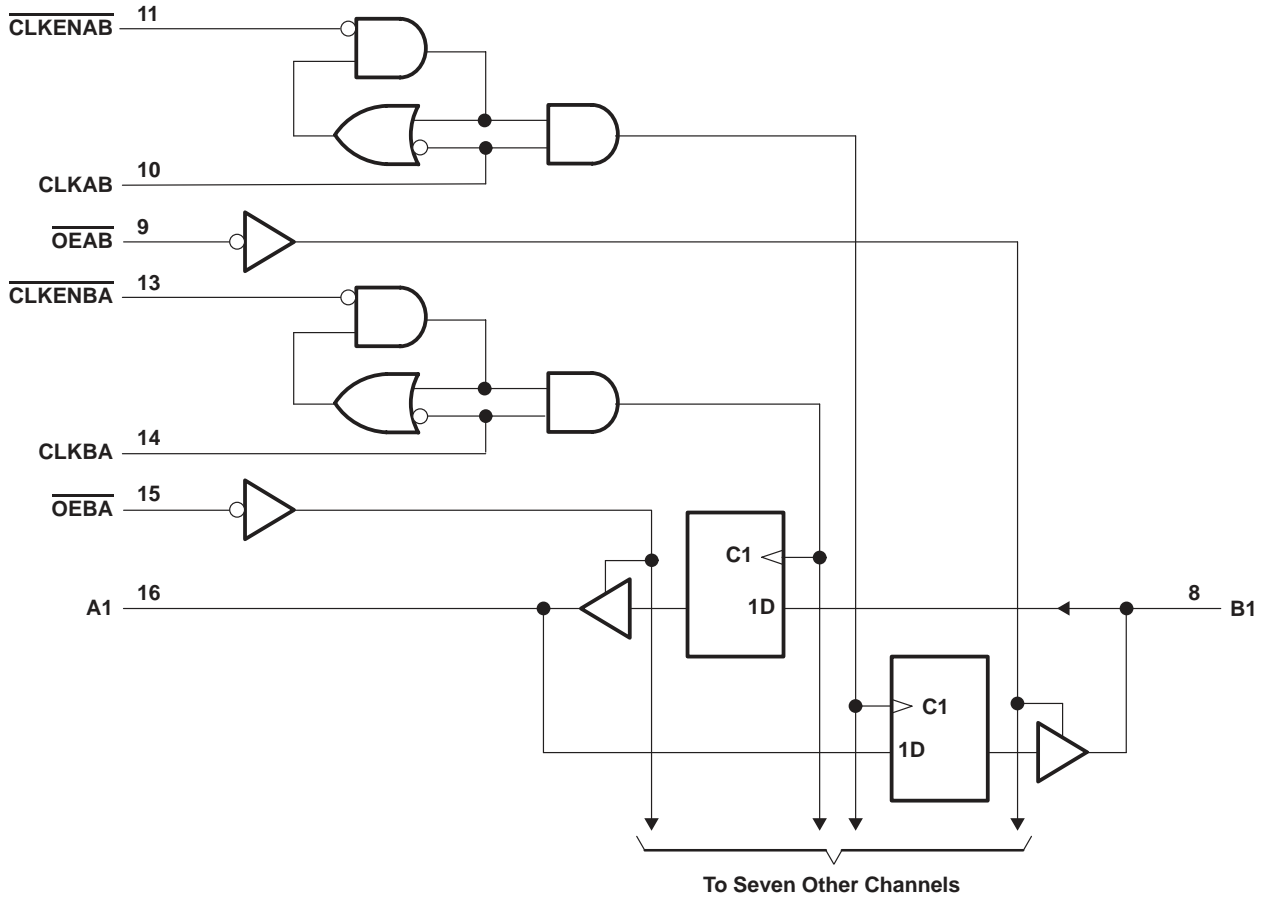 CLKENAB 11
CLKAB 10
OEAB 9
CLKENBA 13
CLKBA 14
OEBA 15
C1
A1 16
1D
8 B1
C1
1D
To Seven Other Channels